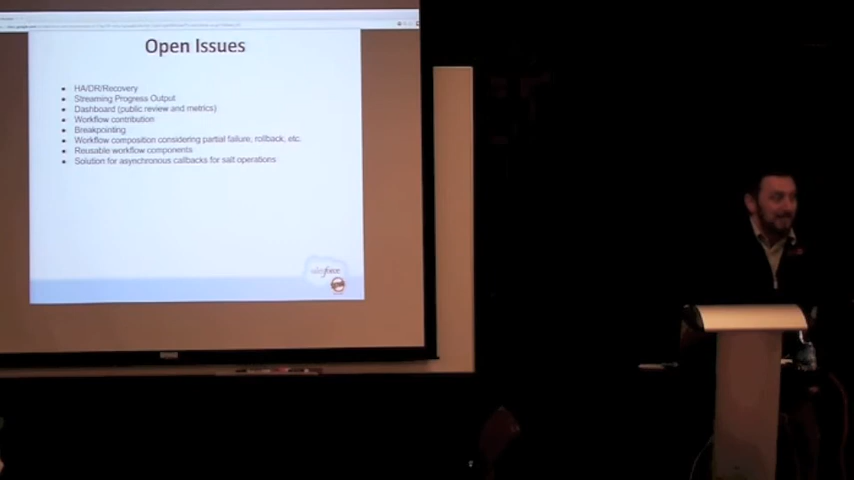 Open Issues
HA/DR/Recovery
Streaming Progress Output
Dashboard (public review and metrics)
Workflow contribution
Breakpointing
Workflow composition considering partial failure, rollback, etc.
Reusable workflow components
Solution for asynchronous callbacks for salt operations
salesforce